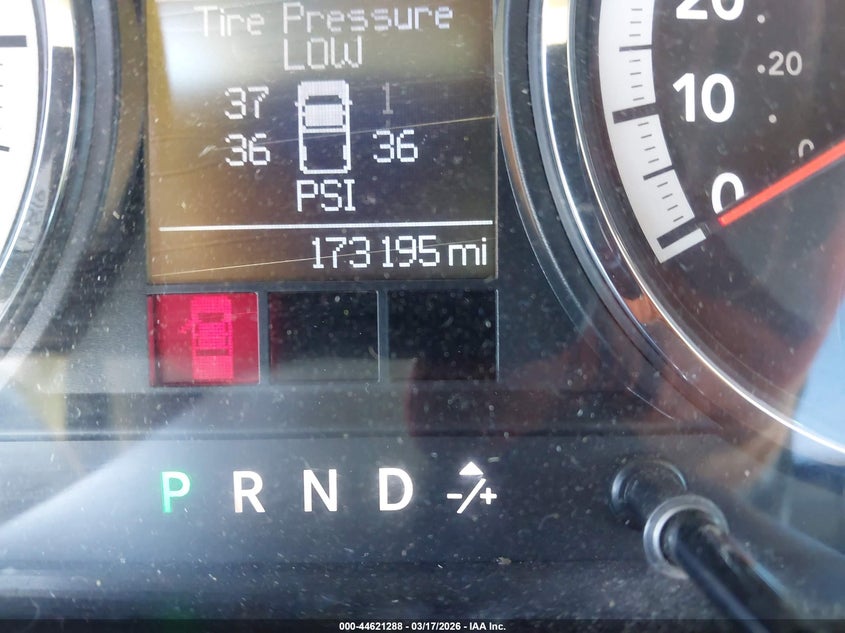 Tire Pressure
LOW
37 1
36 36
PSI
173195 mi
20
10
0
20
0
P R N D -/+
000-44621288 - 03/17/2026 - IAA Inc.